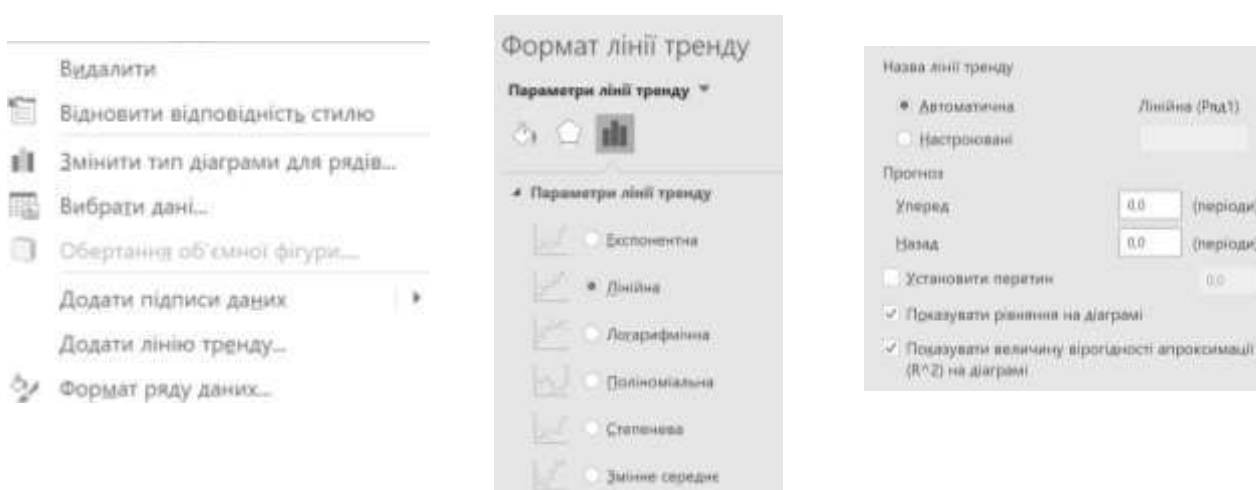 Видалити
Відновити відповідність стилю
Змінити тип діаграми для рядів...
Вибрати дані...
Обертання об'ємної фігури...
Додати підписи даних
Додати лінію тренду...
Формат ряду даних...
Формат лінії тренду
Параметри лінії тренду
Параметри лінії тренду
Експонентна
Лінійна
Логарифмічна
Поліноміальна
Степенева
Змінне середнє
Назва лінії тренду
Автоматична Лінійна (Ряд1)
Настроювані
Прогноз
Уперед 0,0 (періоди)
Назад 0,0 (періоди)
Установити перетин 0,0
Показувати рівняння на діаграмі
Показувати величину вірогідності апроксимації
(R^2) на діаграмі